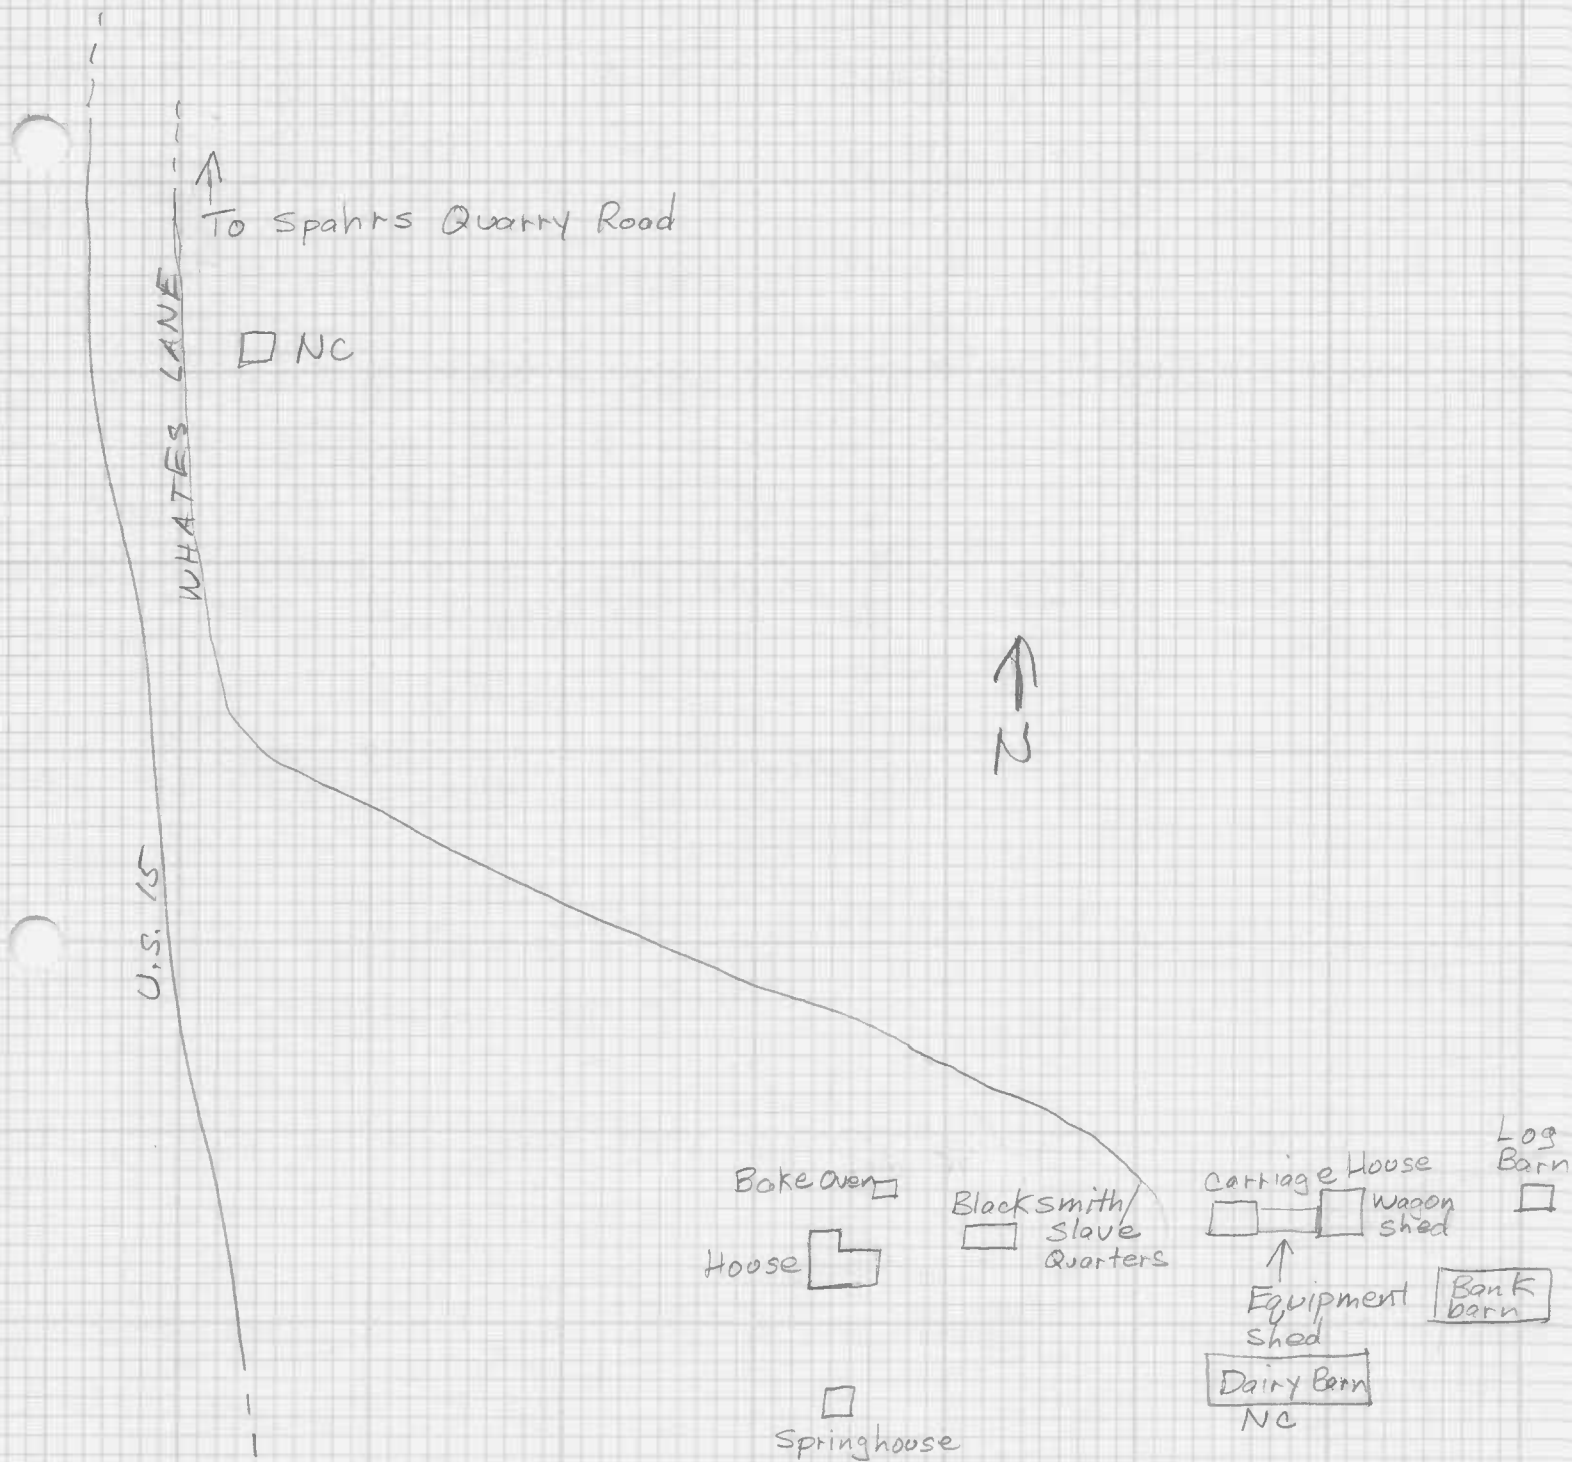 To Spahrs Quarry Road
WHATES LANE
NC
N
U.S. 15
Log
Barn
Bake Oven
Carriage House
Blacksmith/
Slave
Quarters
Wagon
Shed
House
Equipment
Shed
Bank
barn
Dairy Barn
NC
Springhouse